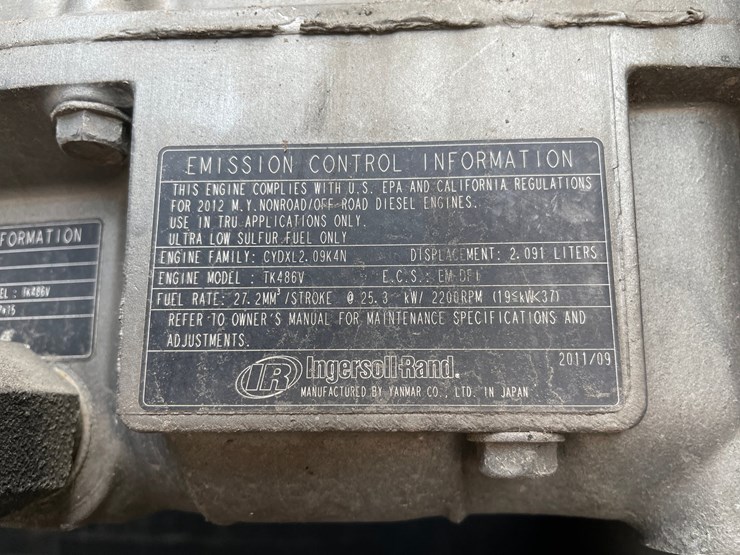 EMISSION CONTROL INFORMATION
THIS ENGINE COMPLIES WITH U.S. EPA AND CALIFORNIA REGULATIONS
FOR 2012 M.Y.NONROAD/OFF-ROAD DIESEL ENGINES.
USE IN TRU APPLICATIONS ONLY.
ULTRA LOW SULFUR FUEL ONLY
ENGINE FAMILY: CYDXL2.09K4N DISPLACEMENT: 2.091 LITERS
ENGINE MODEL : TK486V E.C.S.: EM DFI
FUEL RATE: 27.2MM³/STROKE @ 25.3 kW/ 2200RPM (19≤kW<37)
REFER TO OWNER'S MANUAL FOR MAINTENANCE SPECIFICATIONS AND
ADJUSTMENTS.
2011/09
IR Ingersoll-Rand.
MANUFACTURED BY YANMAR CO., LTD. IN JAPAN
FORMATION
EL : TK486V